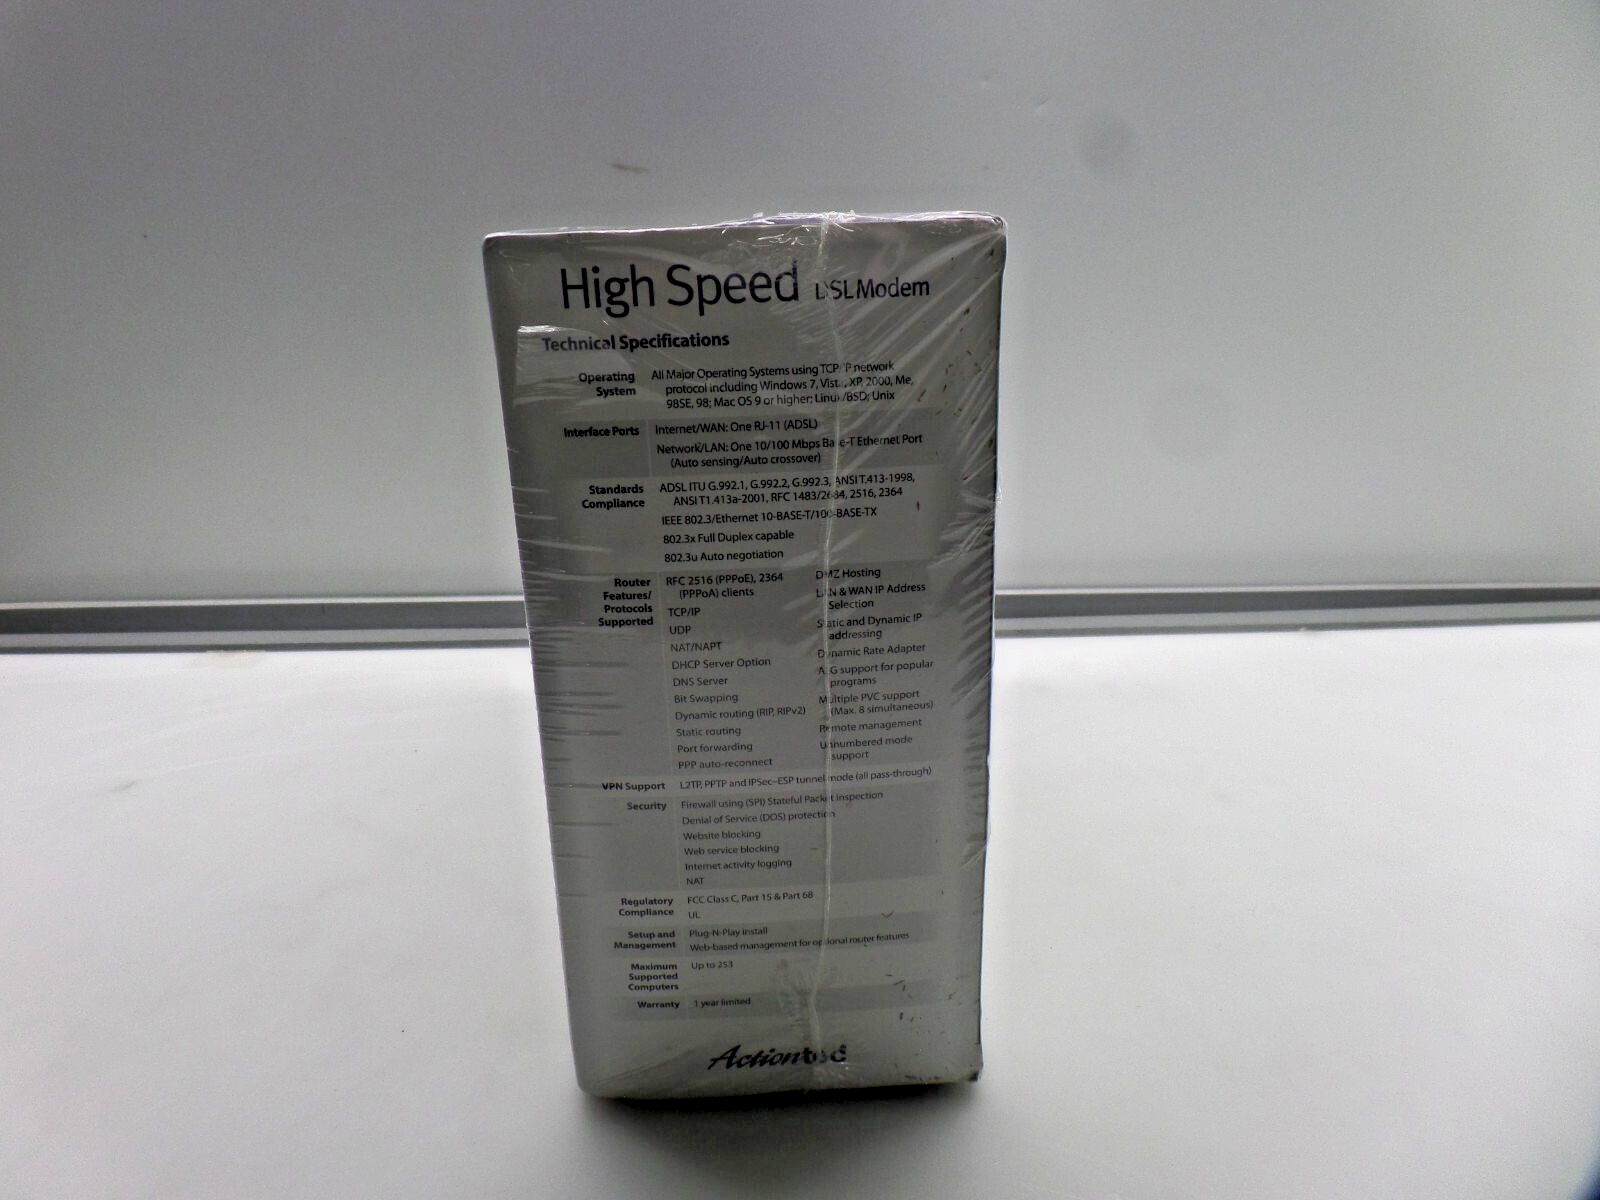 High Speed DSL Modem
Technical Specifications
Operating System
All Major Operating Systems using TCP/IP network
protocol including Windows 7, Vista, XP, 2000, Me,
98SE, 98; Mac OS 9 or higher; Linux/BSD; Unix
Interface Ports
Internet/WAN: One RJ-11 (ADSL)
Network/LAN: One 10/100 Mbps Base-T Ethernet Port
(Auto sensing/Auto crossover)
Standards
Compliance
ADSL ITU G.992.1, G.992.2, G.992.3, ANSI T.413-1998,
ANSI T1.413a-2001, RFC 1483/2684, 2516, 2364
IEEE 802.3/Ethernet 10-BASE-T/100-BASE-TX
802.3x Full Duplex capable
802.3u Auto negotiation
Router
Features/
Protocols
Supported
RFC 2516 (PPPoE), 2364
(PPPoA) clients
TCP/IP
UDP
NAT/NAPT
DHCP Server Option
DNS Server
Bit Swapping
Dynamic routing (RIP, RIPv2)
Static routing
Port forwarding
PPP auto-reconnect
DMZ Hosting
LAN & WAN IP Address
Selection
Static and Dynamic IP
addressing
Dynamic Rate Adapter
ALG support for popular
programs
Multiple PVC support
(Max. 8 simultaneous)
Remote management
Unnumbered mode
support
VPN Support
L2TP, PPTP and IPSec–ESP tunnel mode (all pass-through)
Security
Firewall using (SPI) Stateful Packet Inspection
Denial of Service (DOS) protection
Website blocking
Web service blocking
Internet activity logging
NAT
Regulatory
Compliance
FCC Class C, Part 15 & Part 68
UL
Setup and
Management
Plug-N-Play install
Web-based management for optional router features
Maximum
Supported
Computers
Up to 253
Warranty
1 year limited
Actiontec